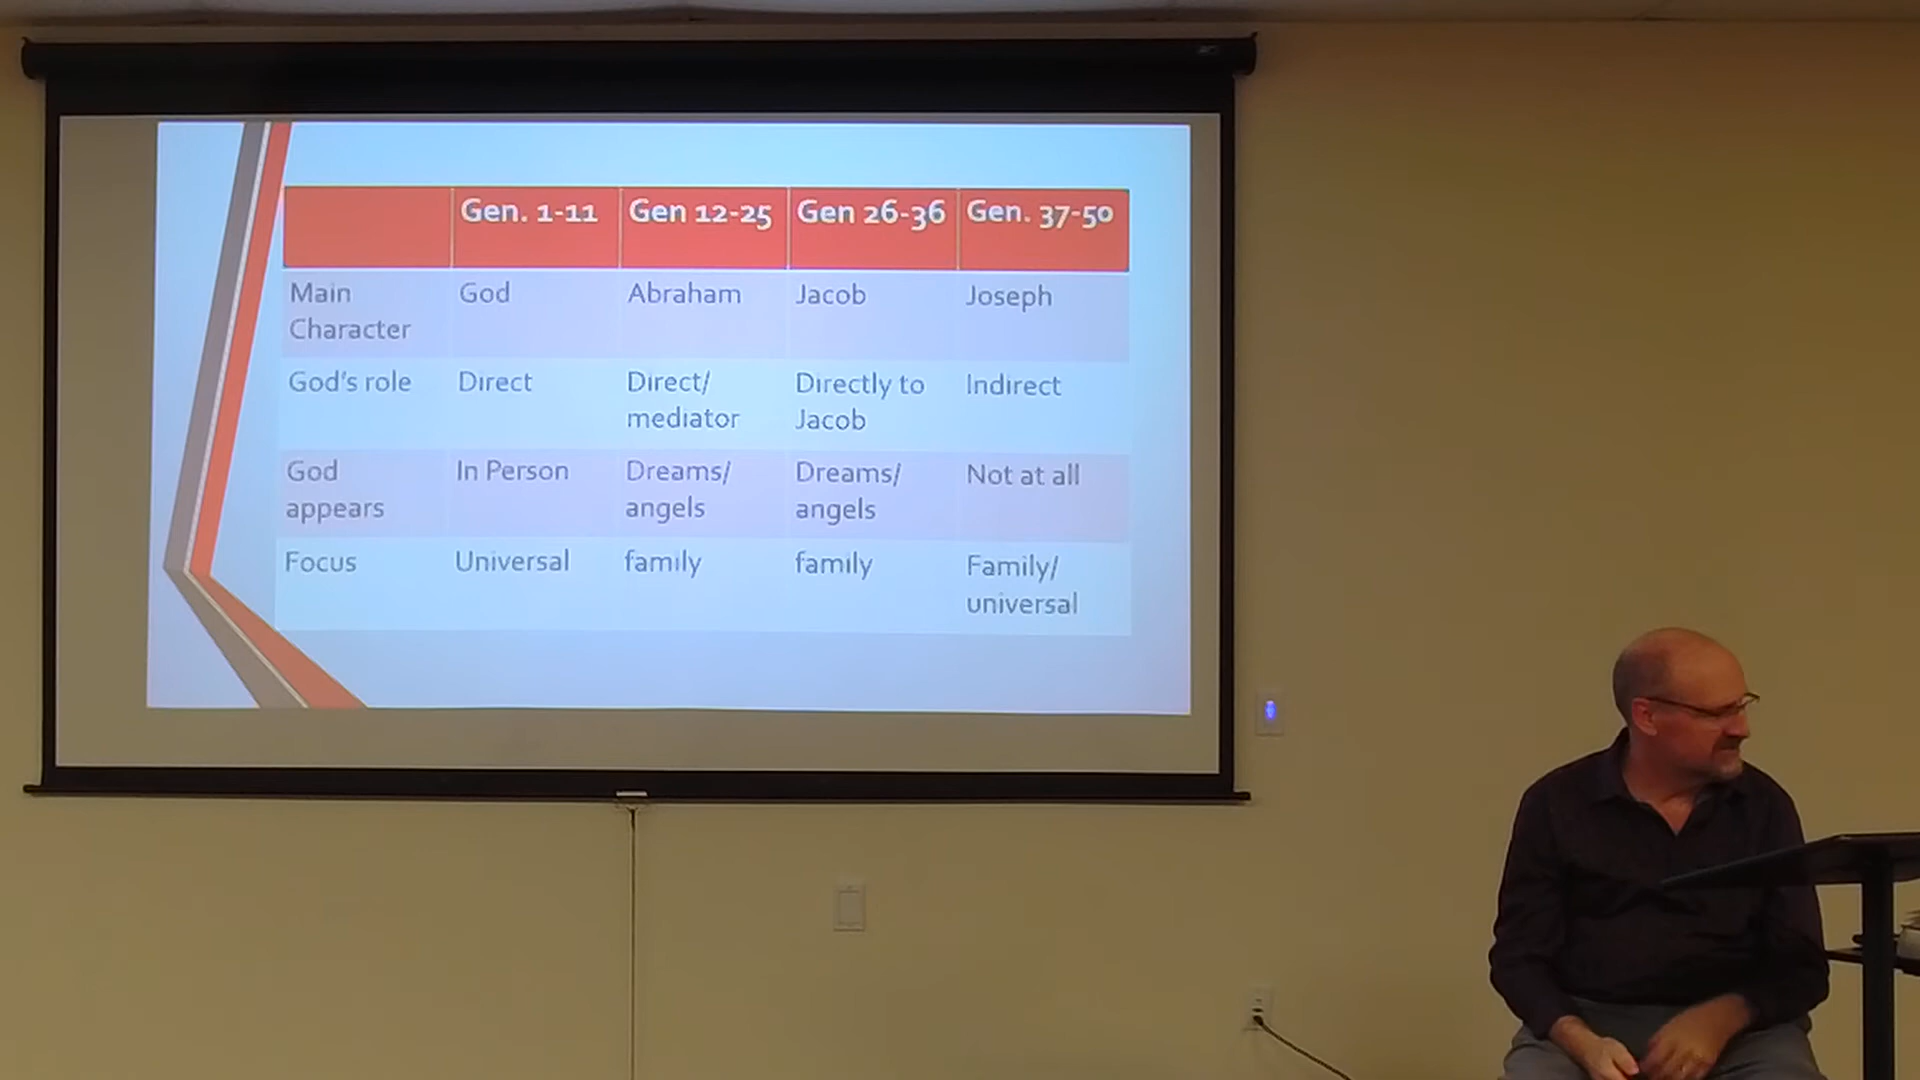 Gen. 1-11 Gen 12-25 Gen 26-36 Gen. 37-50
Main Character God Abraham Jacob Joseph
God's role Direct Direct/ mediator Directly to Jacob Indirect
God appears In Person Dreams/ angels Dreams/ angels Not at all
Focus Universal family family Family/ universal